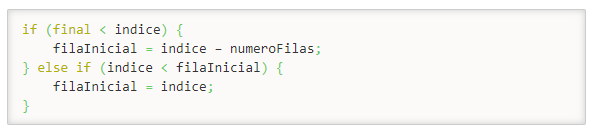 if (final < indice) {
    filaInicial = indice – numeroFilas;
} else if (indice < filaInicial) {
    filaInicial = indice;
}